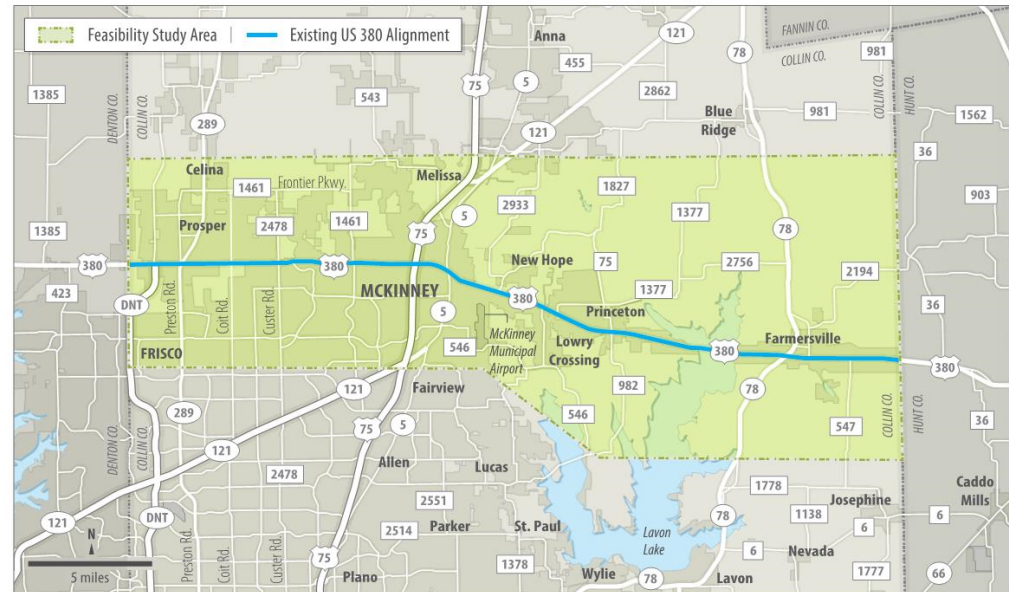 Feasibility Study Area | Existing US 380 Alignment
Anna
121
78
FANNIN CO.
COLLIN CO.
981
5
455
75
1385
DENTON CO.
COLLIN CO.
543
2862
Blue
Ridge
981
COLLIN CO.
HUNT CO.
1562
289
121
36
Celina
Melissa
1461
Frontier Pkwy.
1827
903
2933
1377
5
Prosper
2478
1461
78
1385
75
New Hope
75
2756
2194
380
380
423
MCKINNEY
380
1377
36
DNT
Preston Rd.
Coit Rd.
Custer Rd.
5
Princeton
Farmersville
FRISCO
546
McKinney
Municipal
Airport
Lowry
Crossing
380
380
121
Fairview
982
78
289
546
547
COLLIN CO.
HUNT CO.
36
DENTON CO.
COLLIN CO.
75
5
121
2478
Allen
Lucas
1778
Josephine
Caddo
Mills
2551
121
DNT
2514
Parker
St. Paul
Lavon
Lake
78
1138
6
6
N
5 miles
Preston Rd.
Coit Rd.
Custer Rd.
75
Plano
1378
Wylie
78
6
Lavon
Nevada
1777
66